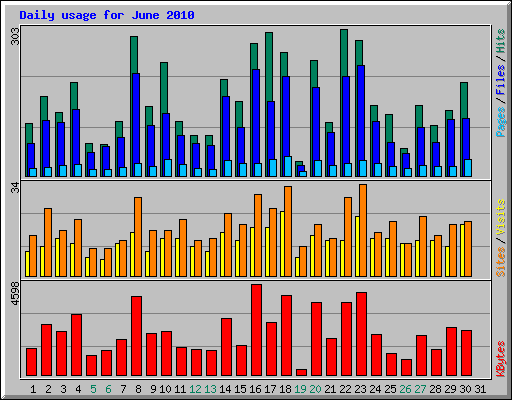 Daily usage for June 2010
303
Pages / Files / Hits
34
Sites / Visits
4598
KBytes
1 2 3 4 5 6 7 8 9 10 11 12 13 14 15 16 17 18 19 20 21 22 23 24 25 26 27 28 29 30 31